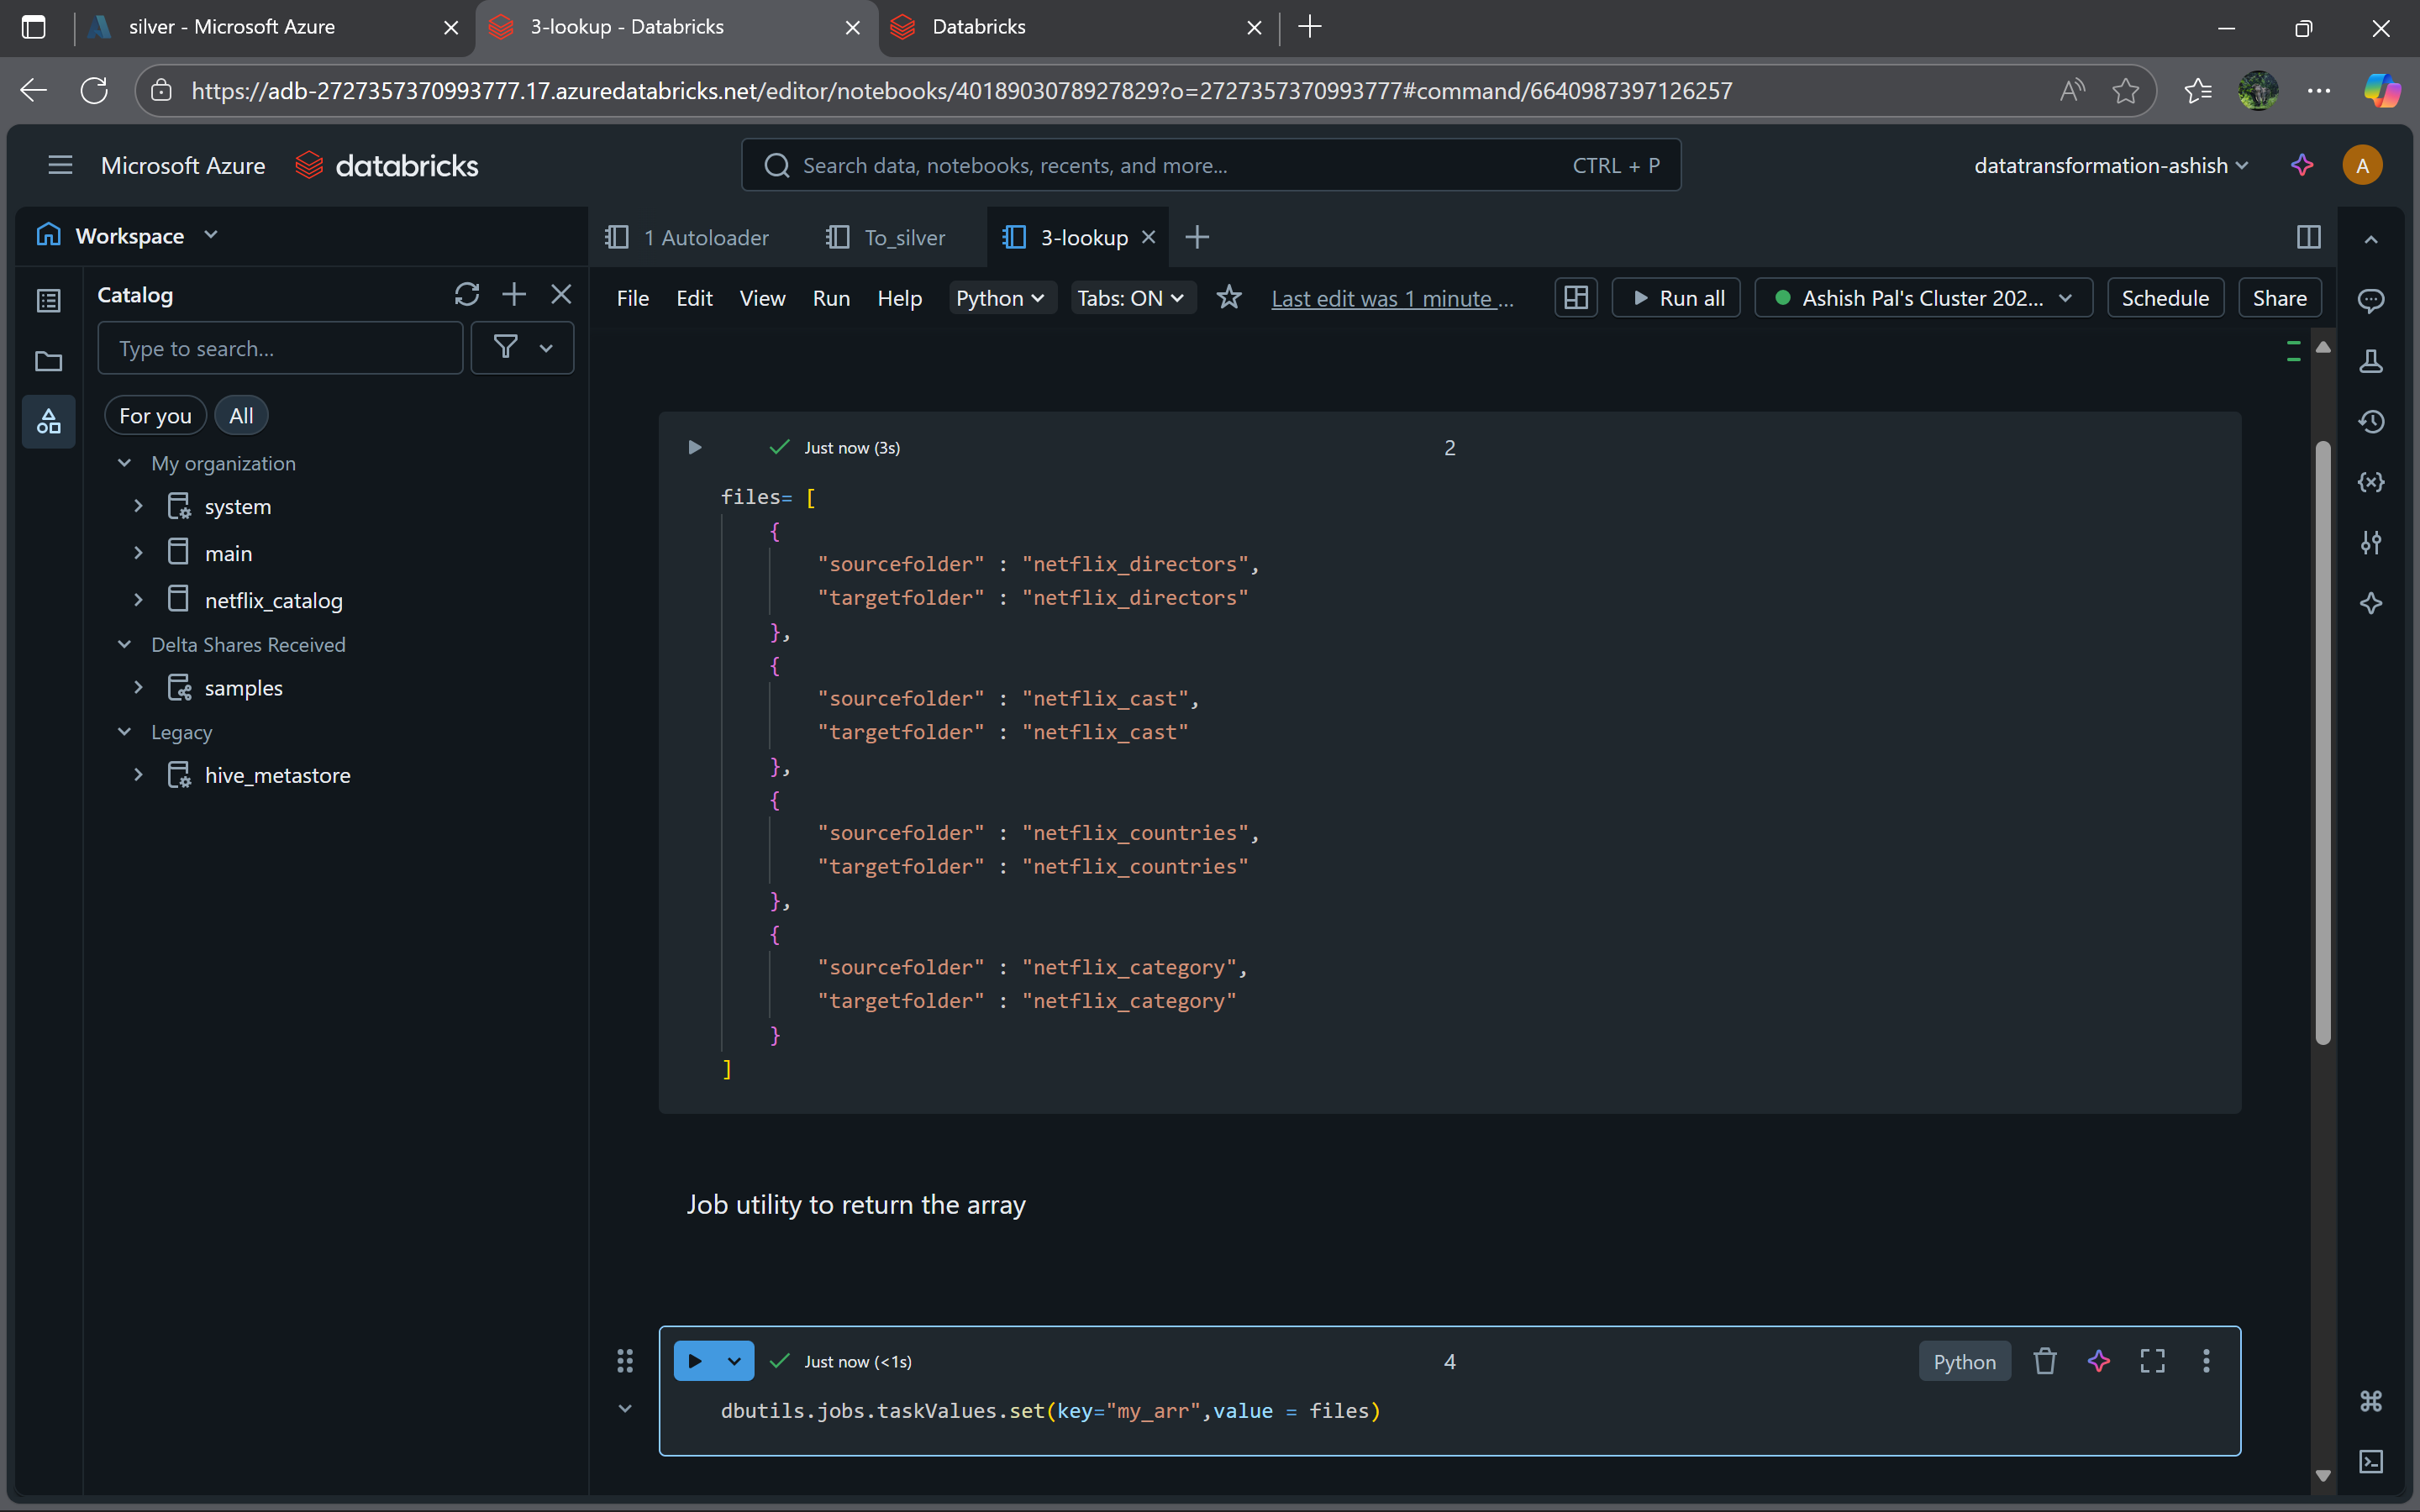 silver - Microsoft Azure
3-lookup - Databricks
Databricks
https://adb-2727357370993777.17.azuredatabricks.net/editor/notebooks/4018903078927829?o=2727357370993777#command/6640987397126257
Microsoft Azure
databricks
Search data, notebooks, recents, and more...
CTRL + P
datatransformation-ashish
A
Workspace
1 Autoloader
To_silver
3-lookup
Catalog
File
Edit
View
Run
Help
Python
Tabs: ON
Last edit was 1 minute ...
Run all
Ashish Pal's Cluster 202...
Schedule
Share
Type to search...
For you
All
My organization
system
main
netflix_catalog
Delta Shares Received
samples
Legacy
hive_metastore
Just now (3s)
2
files= [
{
"sourcefolder" : "netflix_directors",
"targetfolder" : "netflix_directors"
},
{
"sourcefolder" : "netflix_cast",
"targetfolder" : "netflix_cast"
},
{
"sourcefolder" : "netflix_countries",
"targetfolder" : "netflix_countries"
},
{
"sourcefolder" : "netflix_category",
"targetfolder" : "netflix_category"
}
]
Job utility to return the array
Just now (<1s)
4
Python
dbutils.jobs.taskValues.set(key="my_arr",value = files)